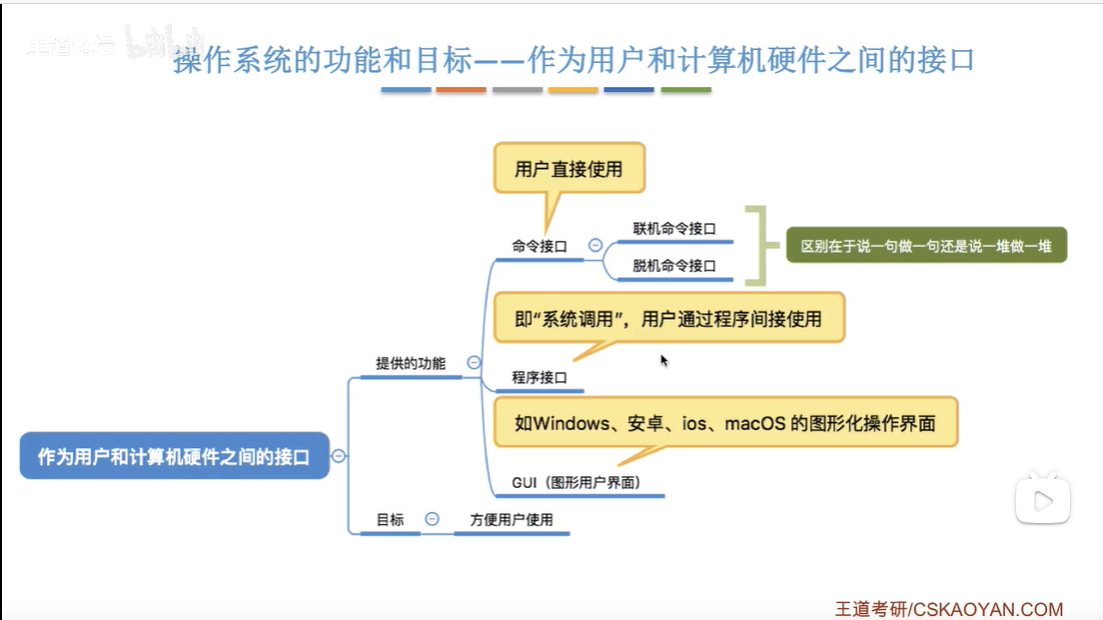 王道论坛 bilibili
操作系统的功能和目标——作为用户和计算机硬件之间的接口
用户直接使用
命令接口
联机命令接口
脱机命令接口
区别在于说一句做一句还是说一堆做一堆
即“系统调用”，用户通过程序间接使用
提供的功能
程序接口
如Windows、安卓、ios、macOS 的图形化操作界面
作为用户和计算机硬件之间的接口
GUI（图形用户界面）
目标
方便用户使用
王道考研/CSKAOYAN.COM